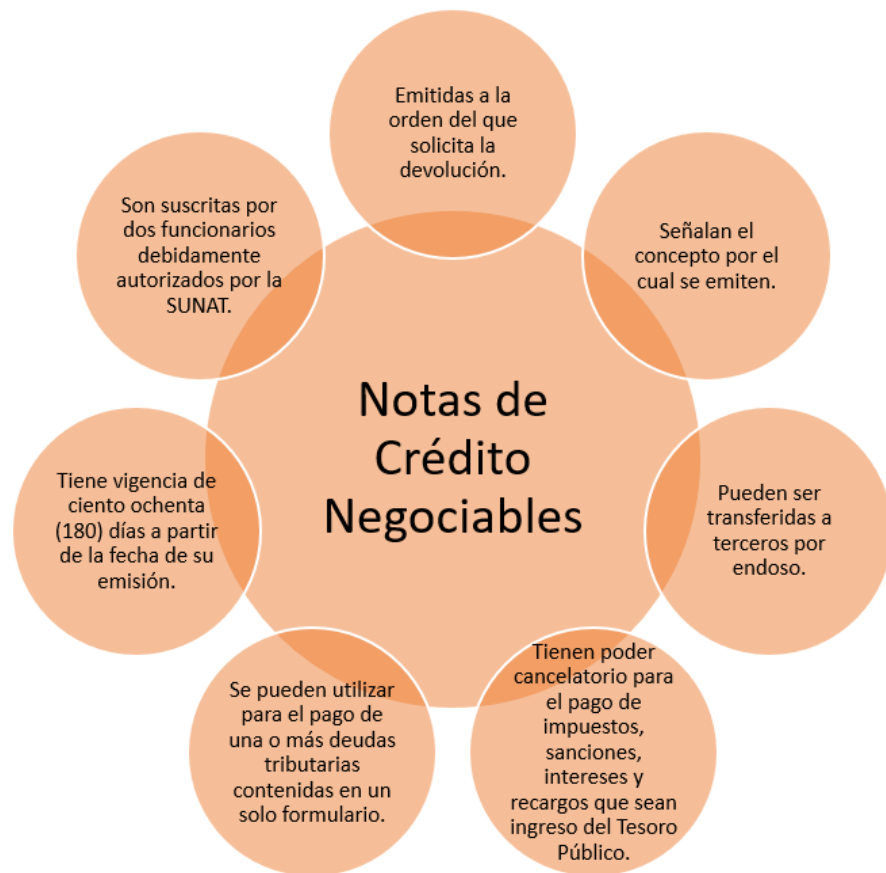 Emitidas a la
orden del que
solicita la
devolución.
Señalan el
concepto por el
cual se emiten.
Pueden ser
transferidas a
terceros por
endoso.
Tienen poder
cancelatorio para
el pago de
impuestos,
sanciones,
intereses y
recargos que sean
ingreso del Tesoro
Público.
Se pueden utilizar
para el pago de
una o más deudas
tributarias
contenidas en un
solo formulario.
Tiene vigencia de
ciento ochenta
(180) días a partir
de la fecha de su
emisión.
Son suscritas por
dos funcionarios
debidamente
autorizados por la
SUNAT.
Notas de
Crédito
Negociables